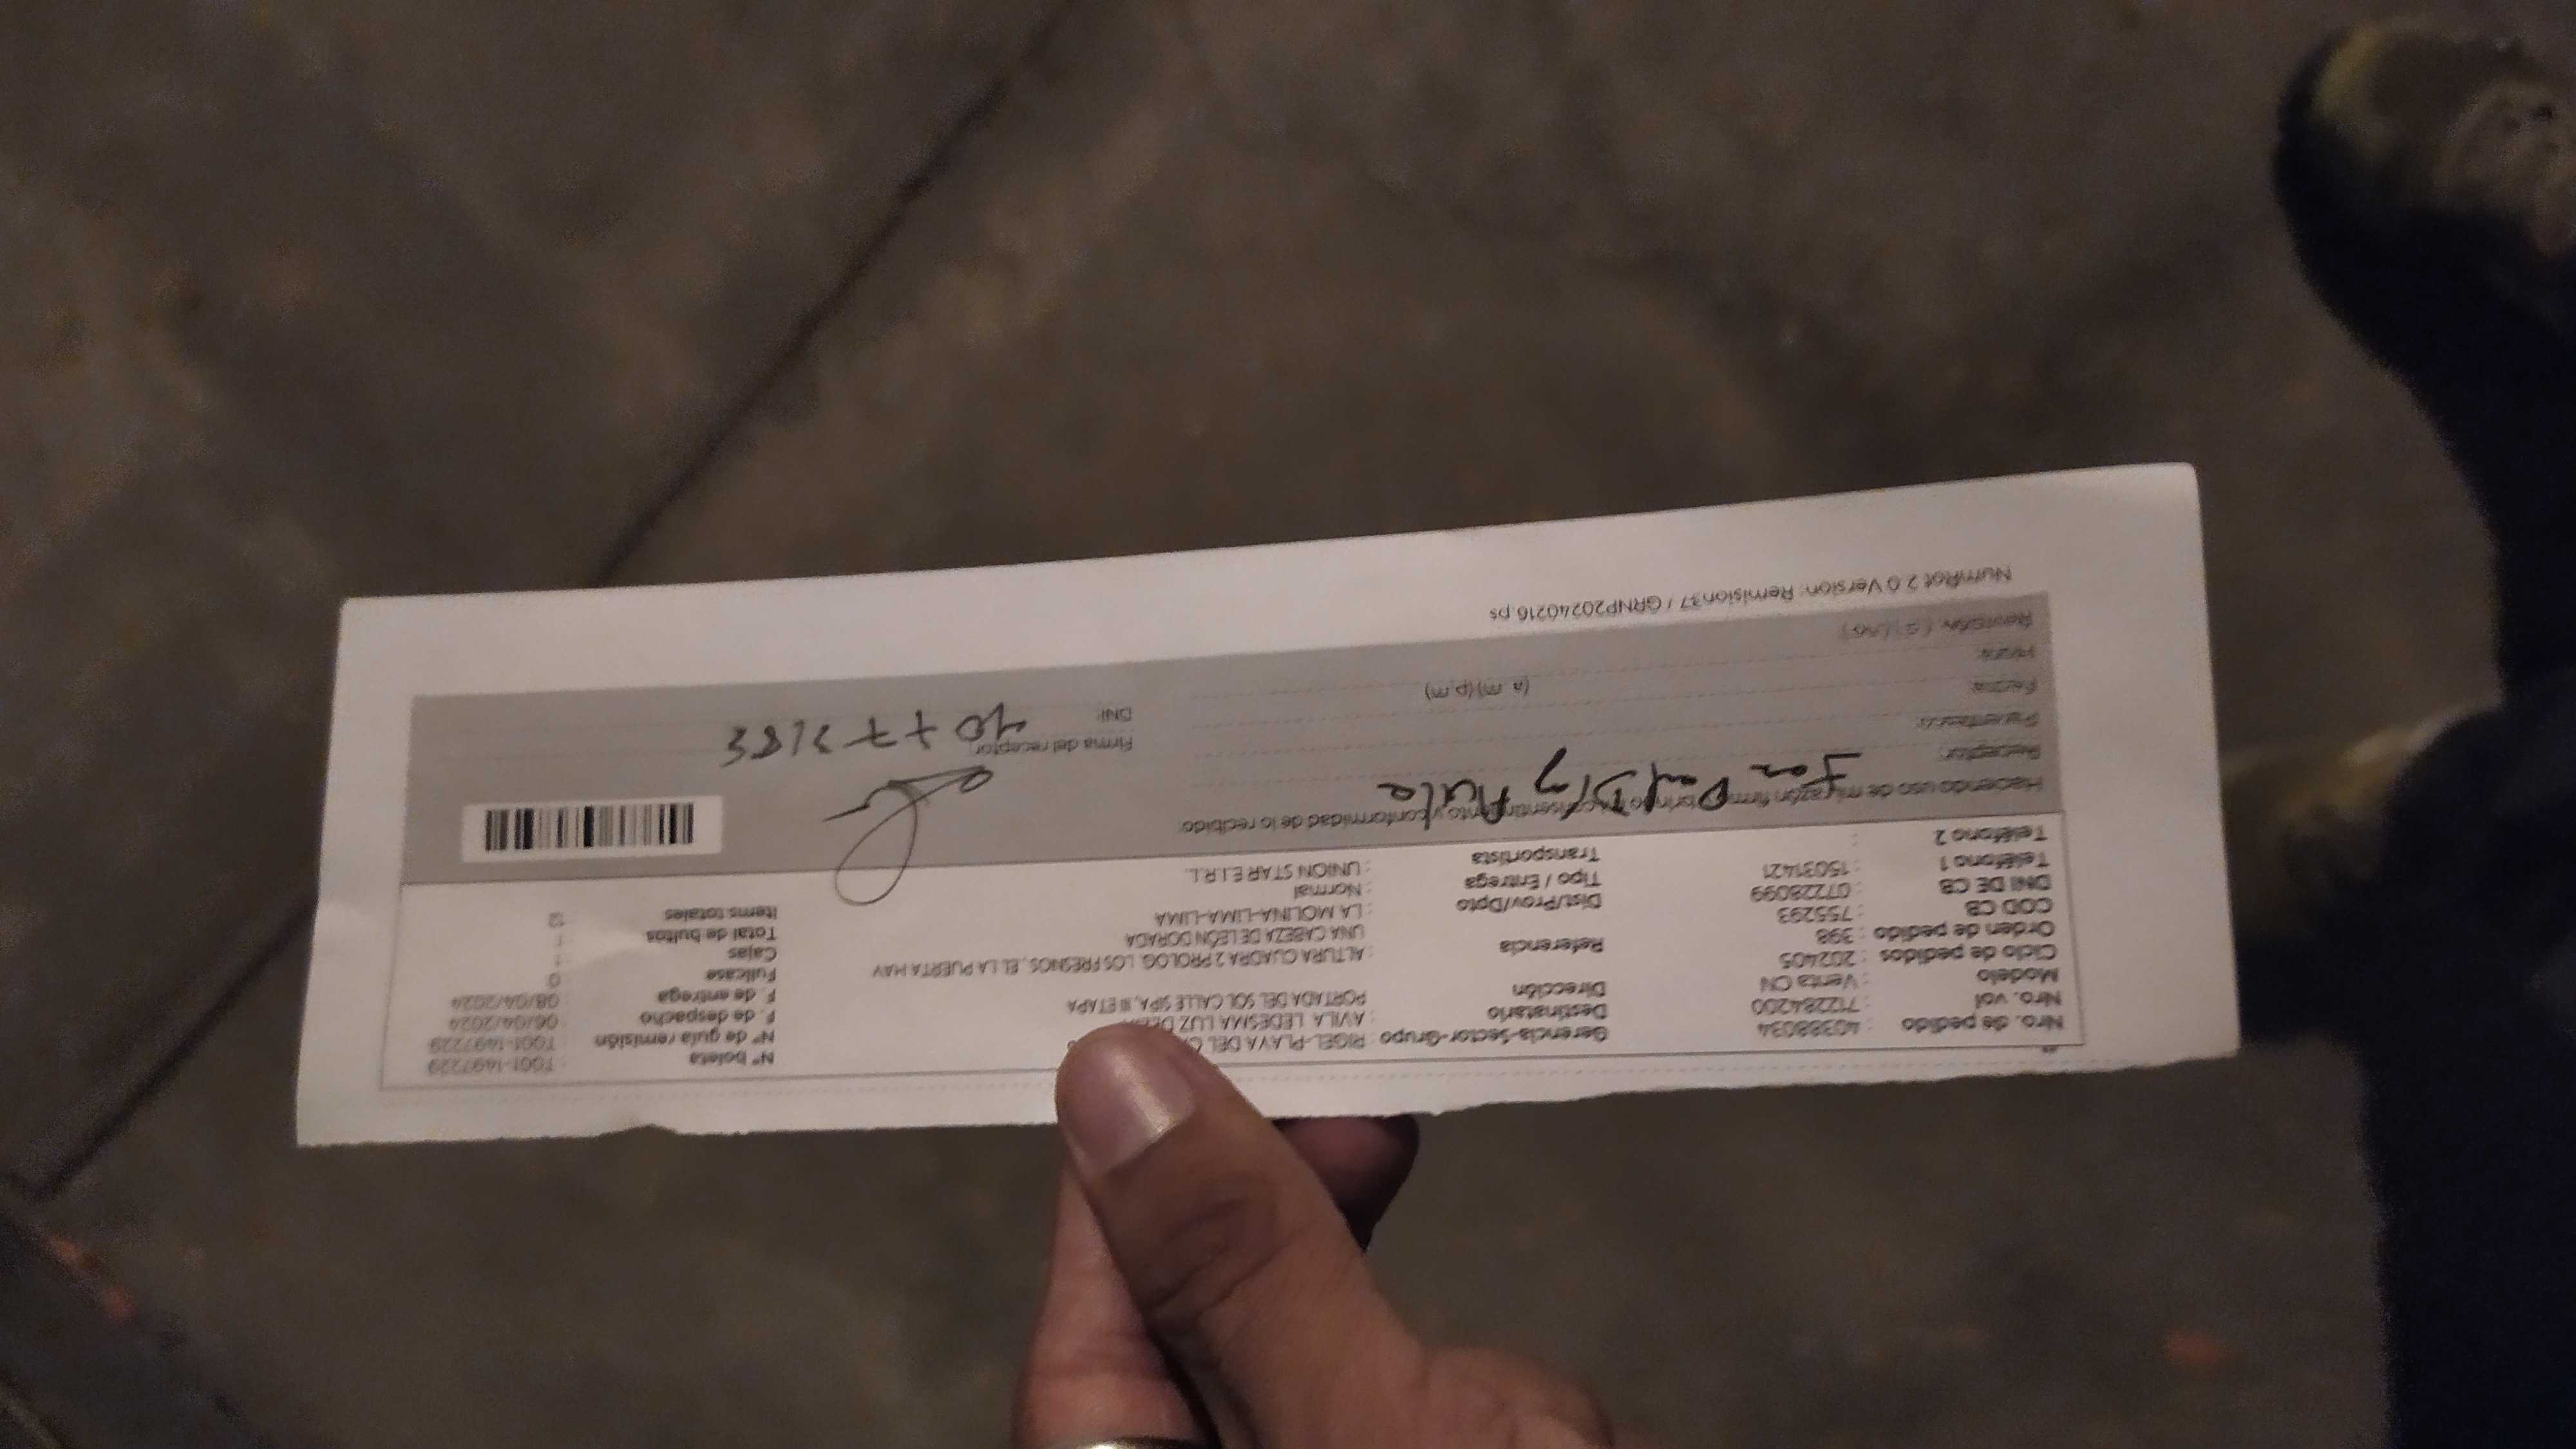 Nro. de pedido : 40388034
Nro. vol : 712284200
Modelo : Venta CN
Ciclo de pedidos : 202405
Orden de pedido : 398
COD CB : 755293
DNI DE CB : 07228099
Teléfono 1 : 15031421
Teléfono 2 :
Gerencia-Sector-Grupo : RIGEL-PLAYA DEL
Destinatario : AVILA LEDESMA LUZ
Dirección PORTADA DEL SOL CALLE SIPA, III ETAPA
Referencia : ALTURA CUADRA 2 PROLOG. LOS FRESNOS, EL LA PUERTA HAY
UNA CABEZA DE LEÓN DORADA
Dist/Prov/Dpto : LA MOLINA-LIMA-LIMA
Tipo / Entrega : Normal
Transportista : UNION STAR E.I.R.L.
N° boleta : T001-1497229
N° de guía remisión : T001-1497229
F. de despacho : 06/04/2024
F. de entrega : 08/04/2024
Fullcase 0
Cajas : 1
Total de bultos 1
Items totales 12
Haciendo uso de mi razón firmo y conformidad de lo recibido
Receptor:
Parentesco:
Fecha:
Hora: (a.m) (p.m)
Firma del receptor:
DNI: 40773183
NumRot 2.0 Version: Remision37 / GRNP20240216.ps